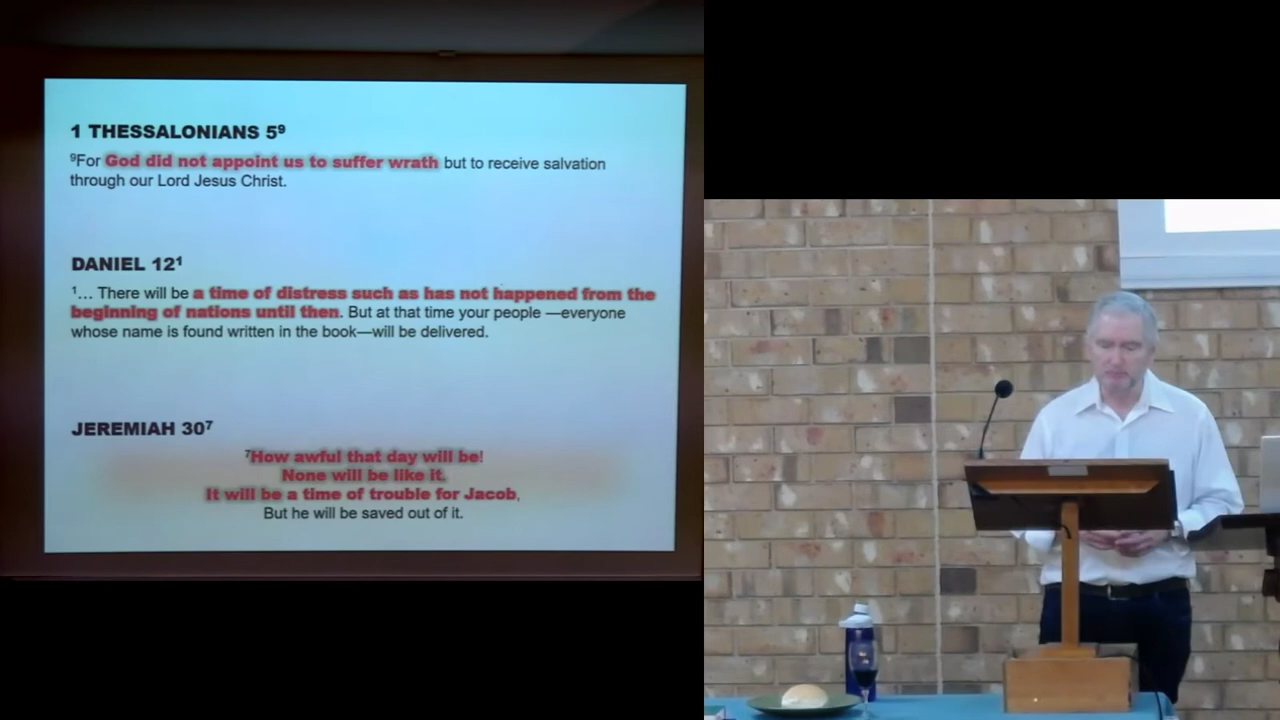 1 THESSALONIANS 5⁹
⁹For God did not appoint us to suffer wrath but to receive salvation
through our Lord Jesus Christ.
DANIEL 12¹
¹... There will be a time of distress such as has not happened from the
beginning of nations until then. But at that time your people —everyone
whose name is found written in the book—will be delivered.
JEREMIAH 30⁷
⁷How awful that day will be!
None will be like it.
It will be a time of trouble for Jacob,
But he will be saved out of it.